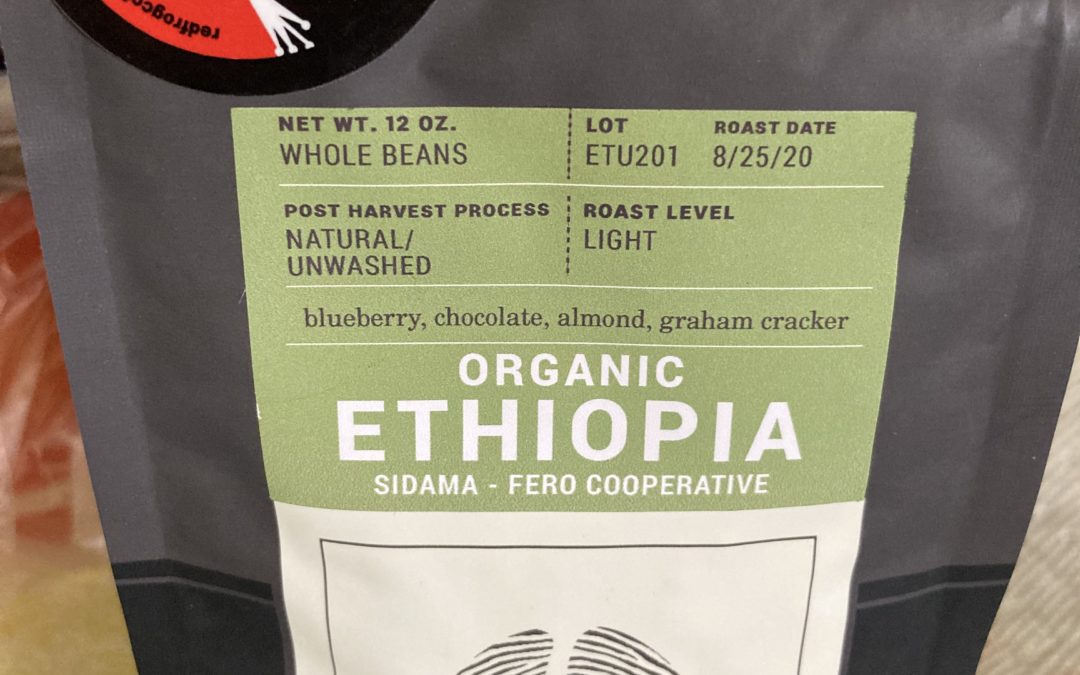 redfrogco
NET WT. 12 OZ.
WHOLE BEANS
LOT
ETU201
ROAST DATE
8/25/20
POST HARVEST PROCESS
NATURAL/
UNWASHED
ROAST LEVEL
LIGHT
blueberry, chocolate, almond, graham cracker
ORGANIC
ETHIOPIA
SIDAMA - FERO COOPERATIVE